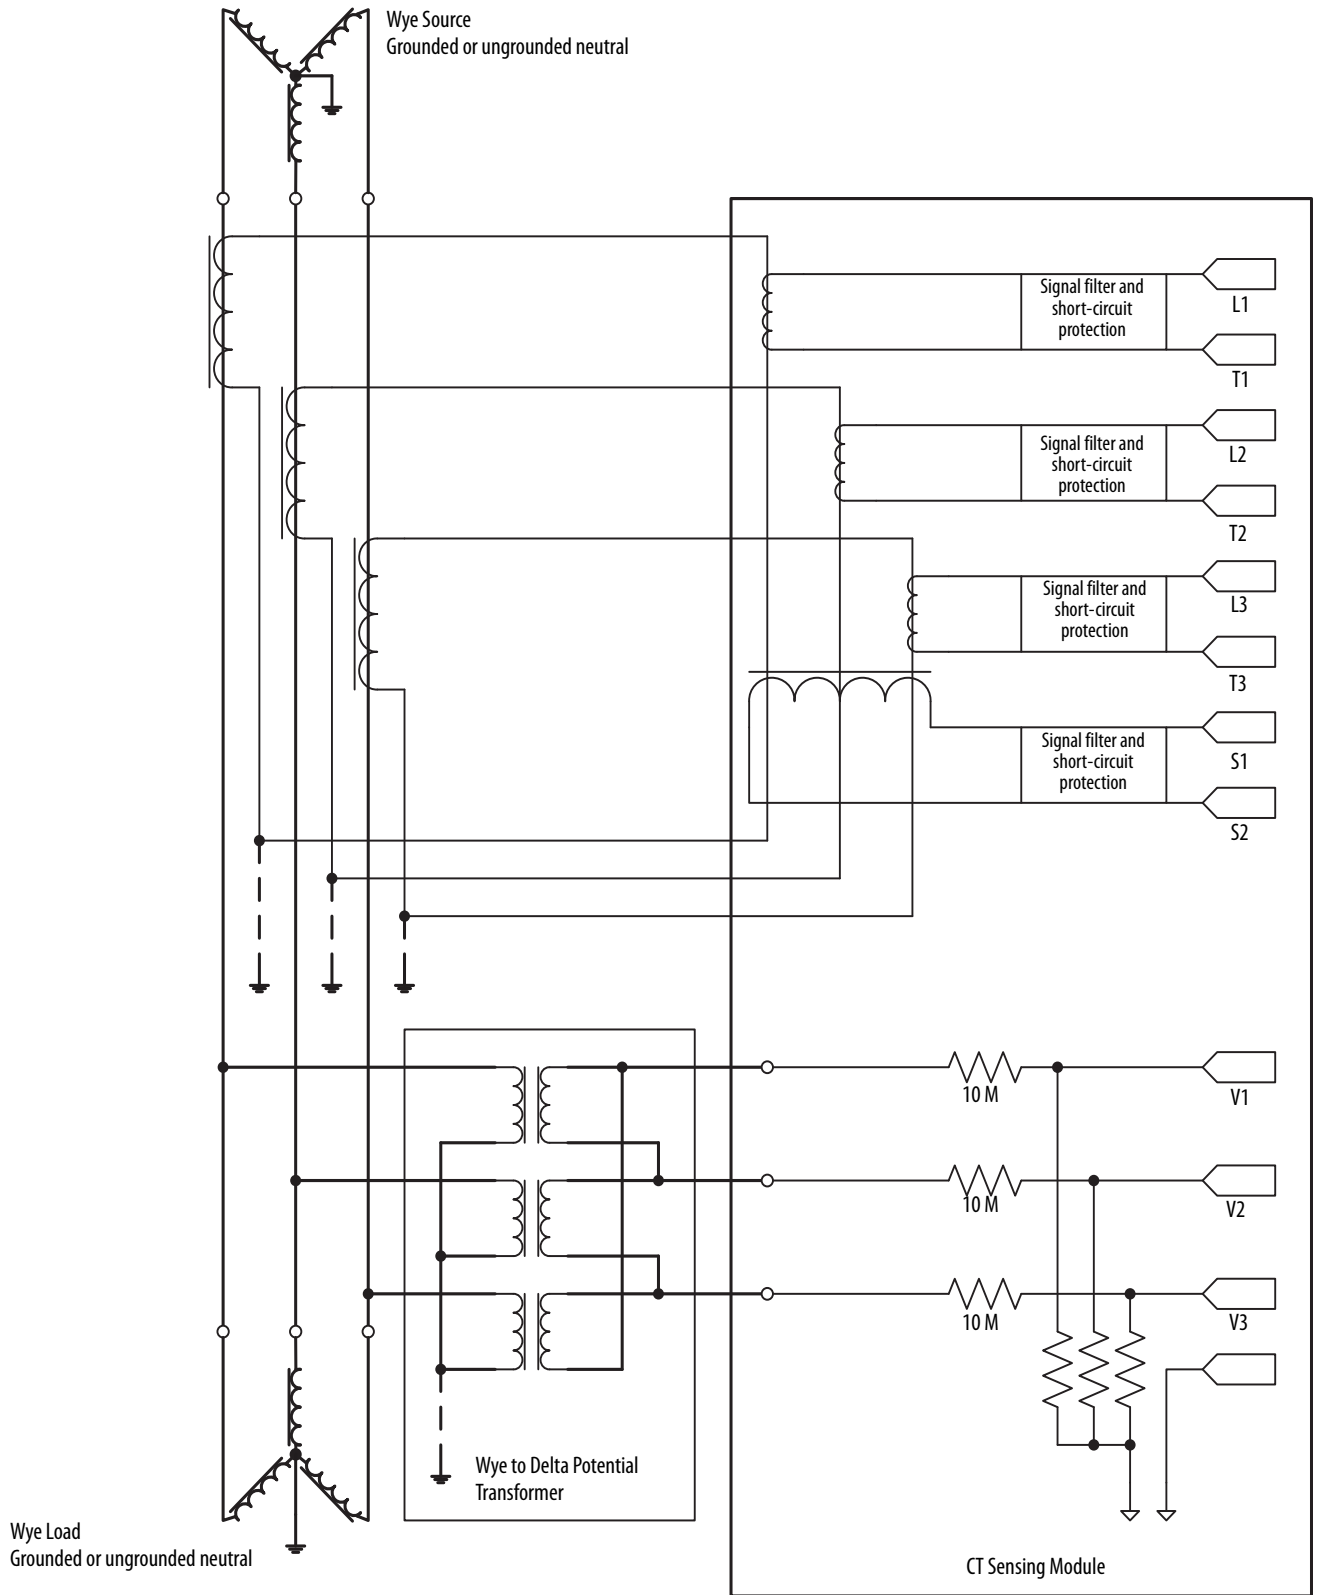 Wye Source
Grounded or ungrounded neutral
Signal filter and
short-circuit
protection
L1
T1
Signal filter and
short-circuit
protection
L2
T2
Signal filter and
short-circuit
protection
L3
T3
Signal filter and
short-circuit
protection
S1
S2
10 M
V1
10 M
V2
10 M
V3
Wye to Delta Potential
Transformer
Wye Load
Grounded or ungrounded neutral
CT Sensing Module